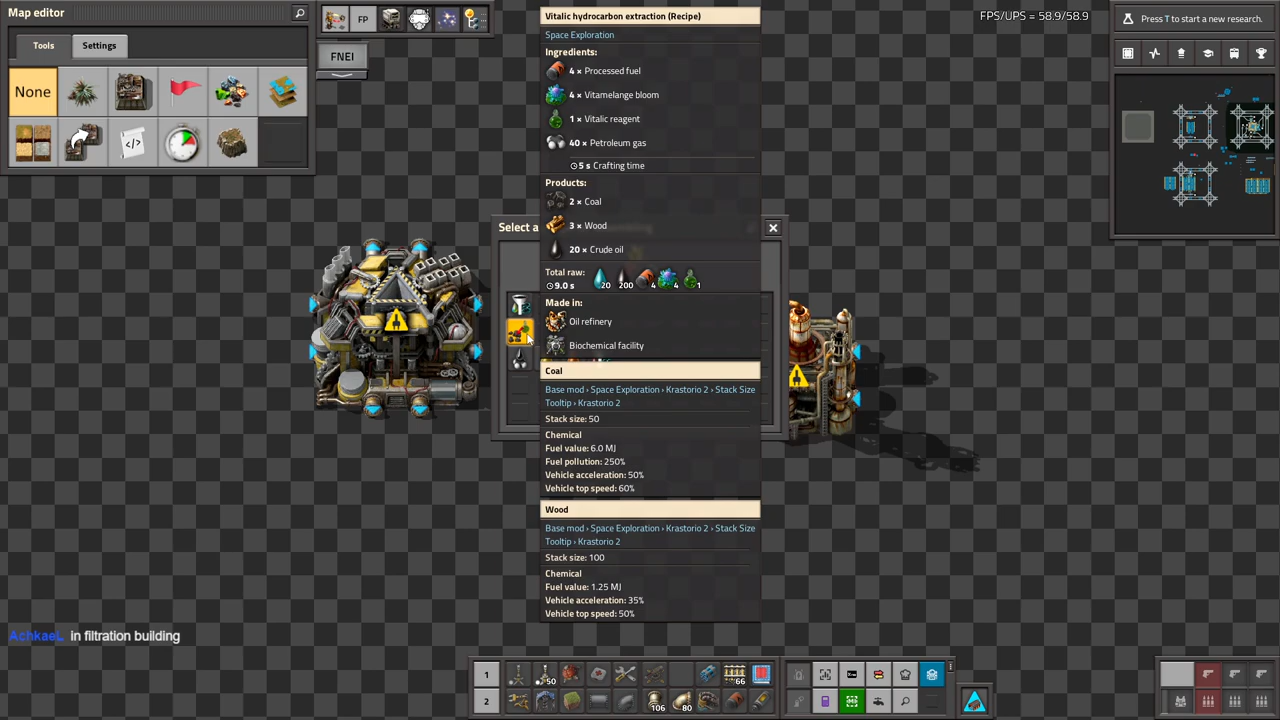 Map editor
Tools
Settings
None
FP
FNEI
Vitalic hydrocarbon extraction (Recipe)
Space Exploration
Ingredients:
4 × Processed fuel
4 × Vitamelange bloom
1 × Vitalic reagent
40 × Petroleum gas
5 s Crafting time
Products:
2 × Coal
3 × Wood
20 × Crude oil
Total raw:
9.0 s
20
200
4
4
1
Made in:
Oil refinery
Biochemical facility
Coal
Base mod › Space Exploration › Krastorio 2 › Stack Size
Tooltip › Krastorio 2
Stack size: 50
Chemical
Fuel value: 6.0 MJ
Fuel pollution: 250%
Vehicle acceleration: 50%
Vehicle top speed: 60%
Wood
Base mod › Space Exploration › Krastorio 2 › Stack Size
Tooltip › Krastorio 2
Stack size: 100
Chemical
Fuel value: 1.25 MJ
Vehicle acceleration: 35%
Vehicle top speed: 50%
Select a
FPS/UPS = 58.9/58.9
Press T to start a new research.
AchkaeL in filtration building
1
50
66
2
106
80